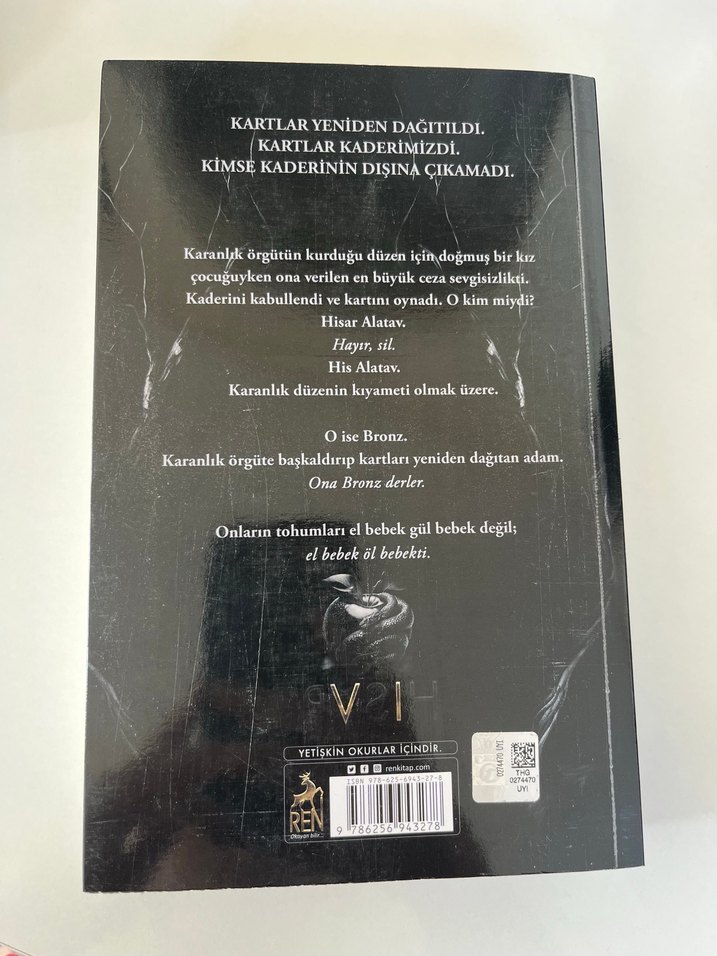 KARTLAR YENİDEN DAĞITILDI.
KARTLAR KADERİMİZDİ.
KİMSE KADERİNİN DIŞINA ÇIKAMADI.
Karanlık örgütün kurduğu düzen için doğmuş bir kız
çocuğuyken ona verilen en büyük ceza sevgisizlikti.
Kaderini kabullendi ve kartını oynadı. O kim miydi?
Hisar Alatav.
Hayır, sil.
His Alatav.
Karanlık düzenin kıyameti olmak üzere.
O ise Bronz.
Karanlık örgüte başkaldırıp kartları yeniden dağıtan adam.
Ona Bronz derler.
Onların tohumları el bebek gül bebek değil;
el bebek öl bebekti.
V I
YETİŞKİN OKURLAR İÇİNDİR.
renkitap.com
ISBN 978-625-6943-27-8
9 786256 943278
REN
Okuyan bilir...
0274470 UYI
THG
0274470
UYI